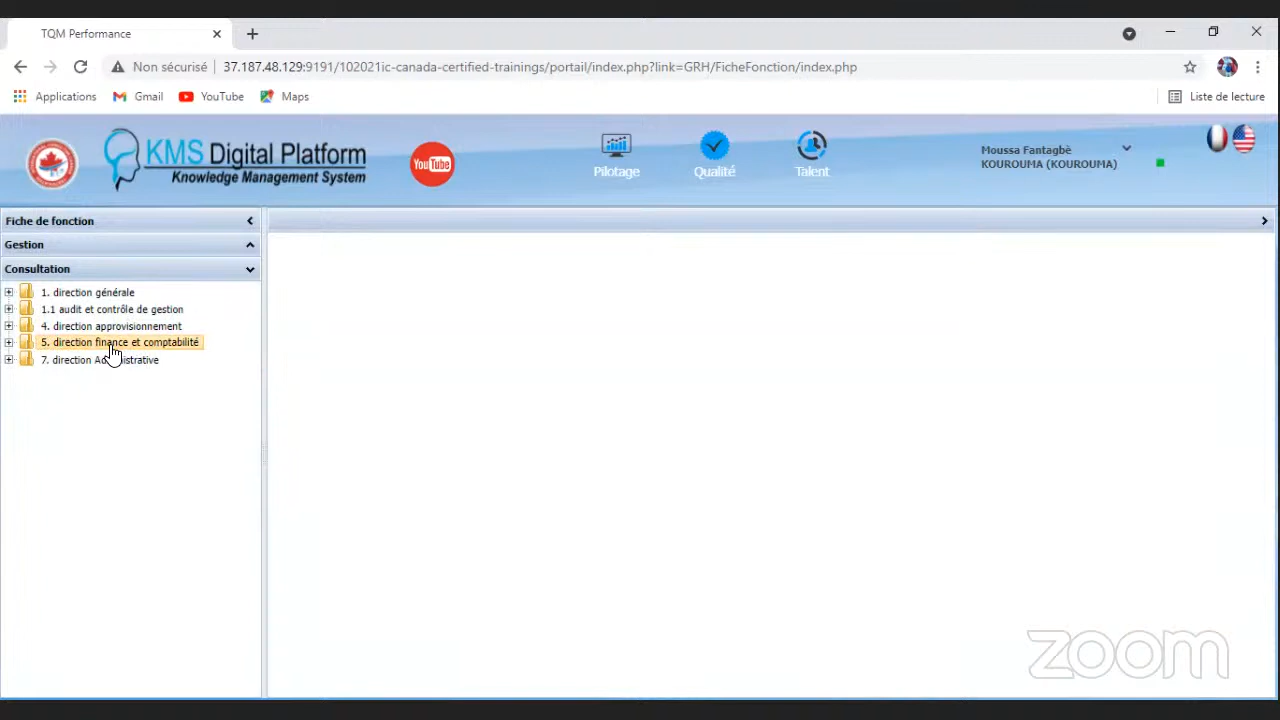 TQM Performance
Non sécurisé
37.187.48.129:9191/102021ic-canada-certified-trainings/portail/index.php?link=GRH/FicheFonction/index.php
Applications
Gmail
YouTube
Maps
Liste de lecture
KMS Digital Platform
Knowledge Management System
YouTube
Pilotage
Qualité
Talent
Moussa Fantagbè
KOUROUMA (KOUROUMA)
Fiche de fonction
Gestion
Consultation
1. direction générale
1.1 audit et contrôle de gestion
4. direction approvisionnement
5. direction finance et comptabilité
7. direction Administrative
zoom